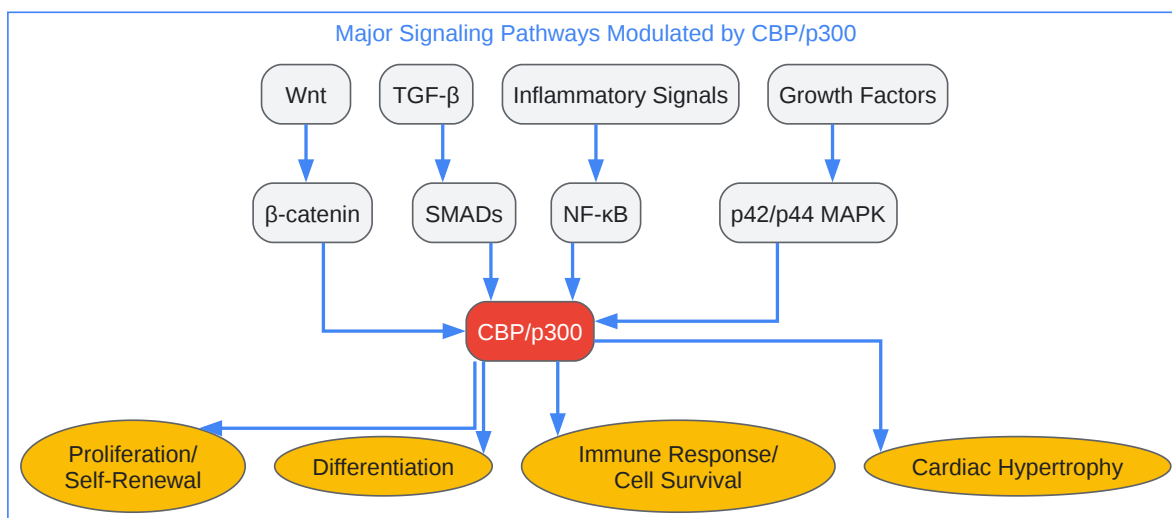 Major Signaling Pathways Modulated by CBP/p300
Wnt
TGF-β
Inflammatory Signals
Growth Factors
β-catenin
SMADs
NF-κB
p42/p44 MAPK
CBP/p300
Proliferation/
Self-Renewal
Differentiation
Immune Response/
Cell Survival
Cardiac Hypertrophy